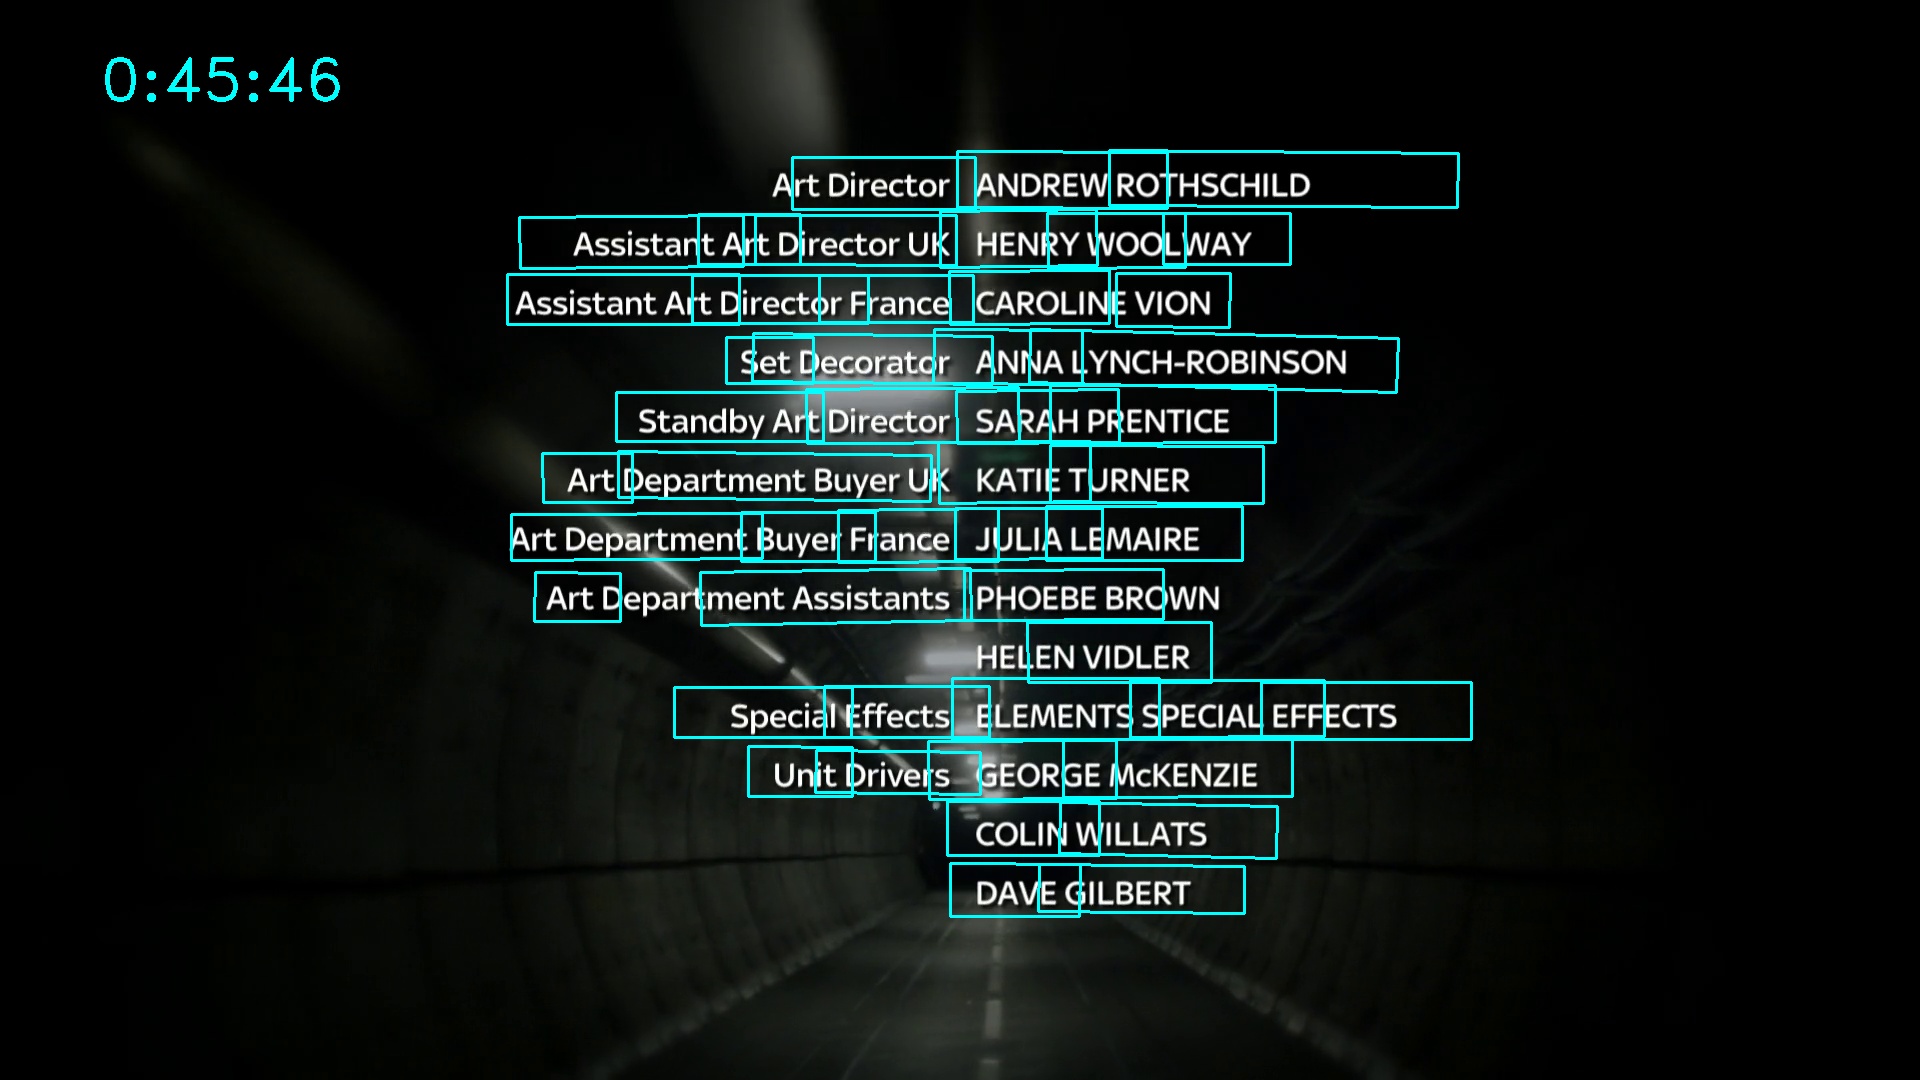 0:45:46
Art Director ANDREW ROTHSCHILD
Assistant Art Director UK HENRY WOOLWAY
Assistant Art Director France CAROLINE VION
Set Decorator ANNA LYNCH-ROBINSON
Standby Art Director SARAH PRENTICE
Art Department Buyer UK KATIE TURNER
Art Department Buyer France JULIA LEMAIRE
Art Department Assistants PHOEBE BROWN
HELEN VIDLER
Special Effects ELEMENTS SPECIAL EFFECTS
Unit Drivers GEORGE McKENZIE
COLIN WILLATS
DAVE GILBERT